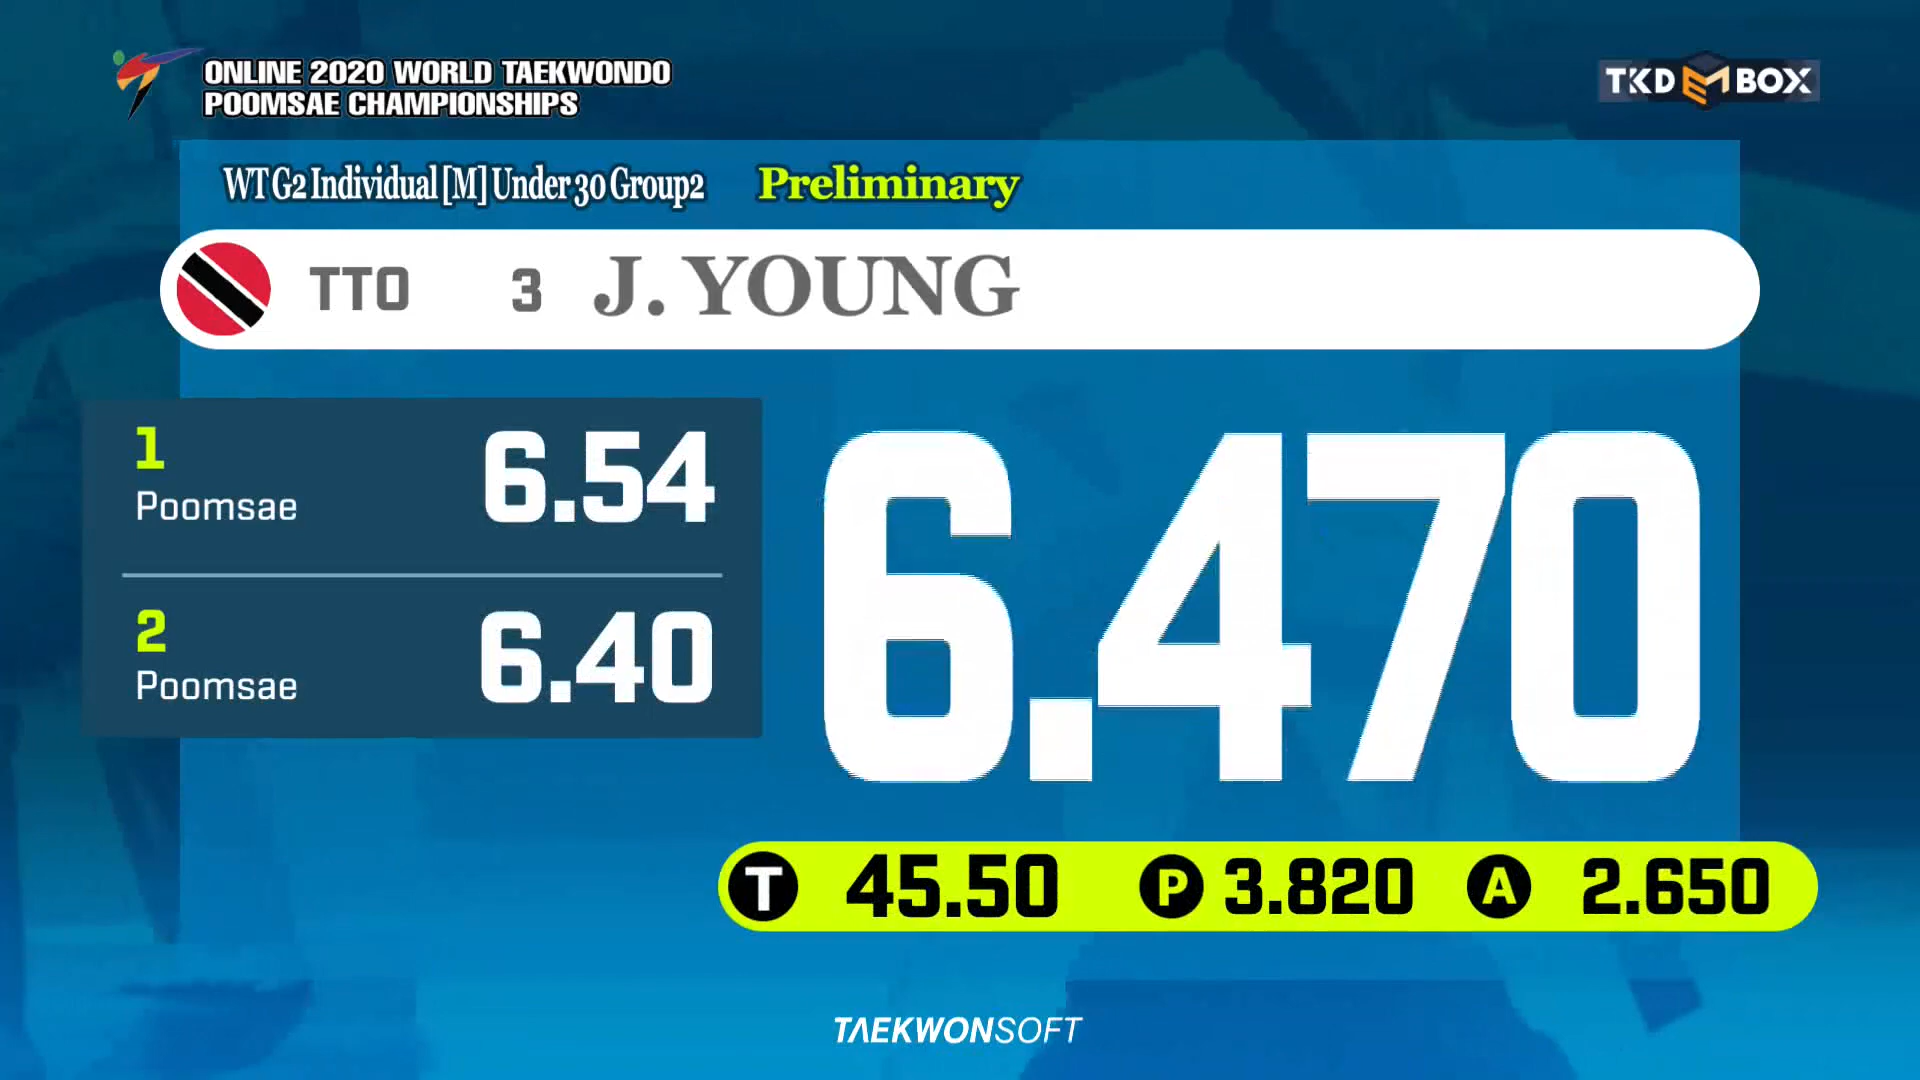 ONLINE 2020 WORLD TAEKWONDO
POOMSAE CHAMPIONSHIPS
TKD BOX
WT G2 Individual [M] Under 30 Group2 Preliminary
TTO 3 J. YOUNG
1
Poomsae
6.54
2
Poomsae
6.40
6.470
T 45.50 P 3.820 A 2.650
TAEKWONSOFT